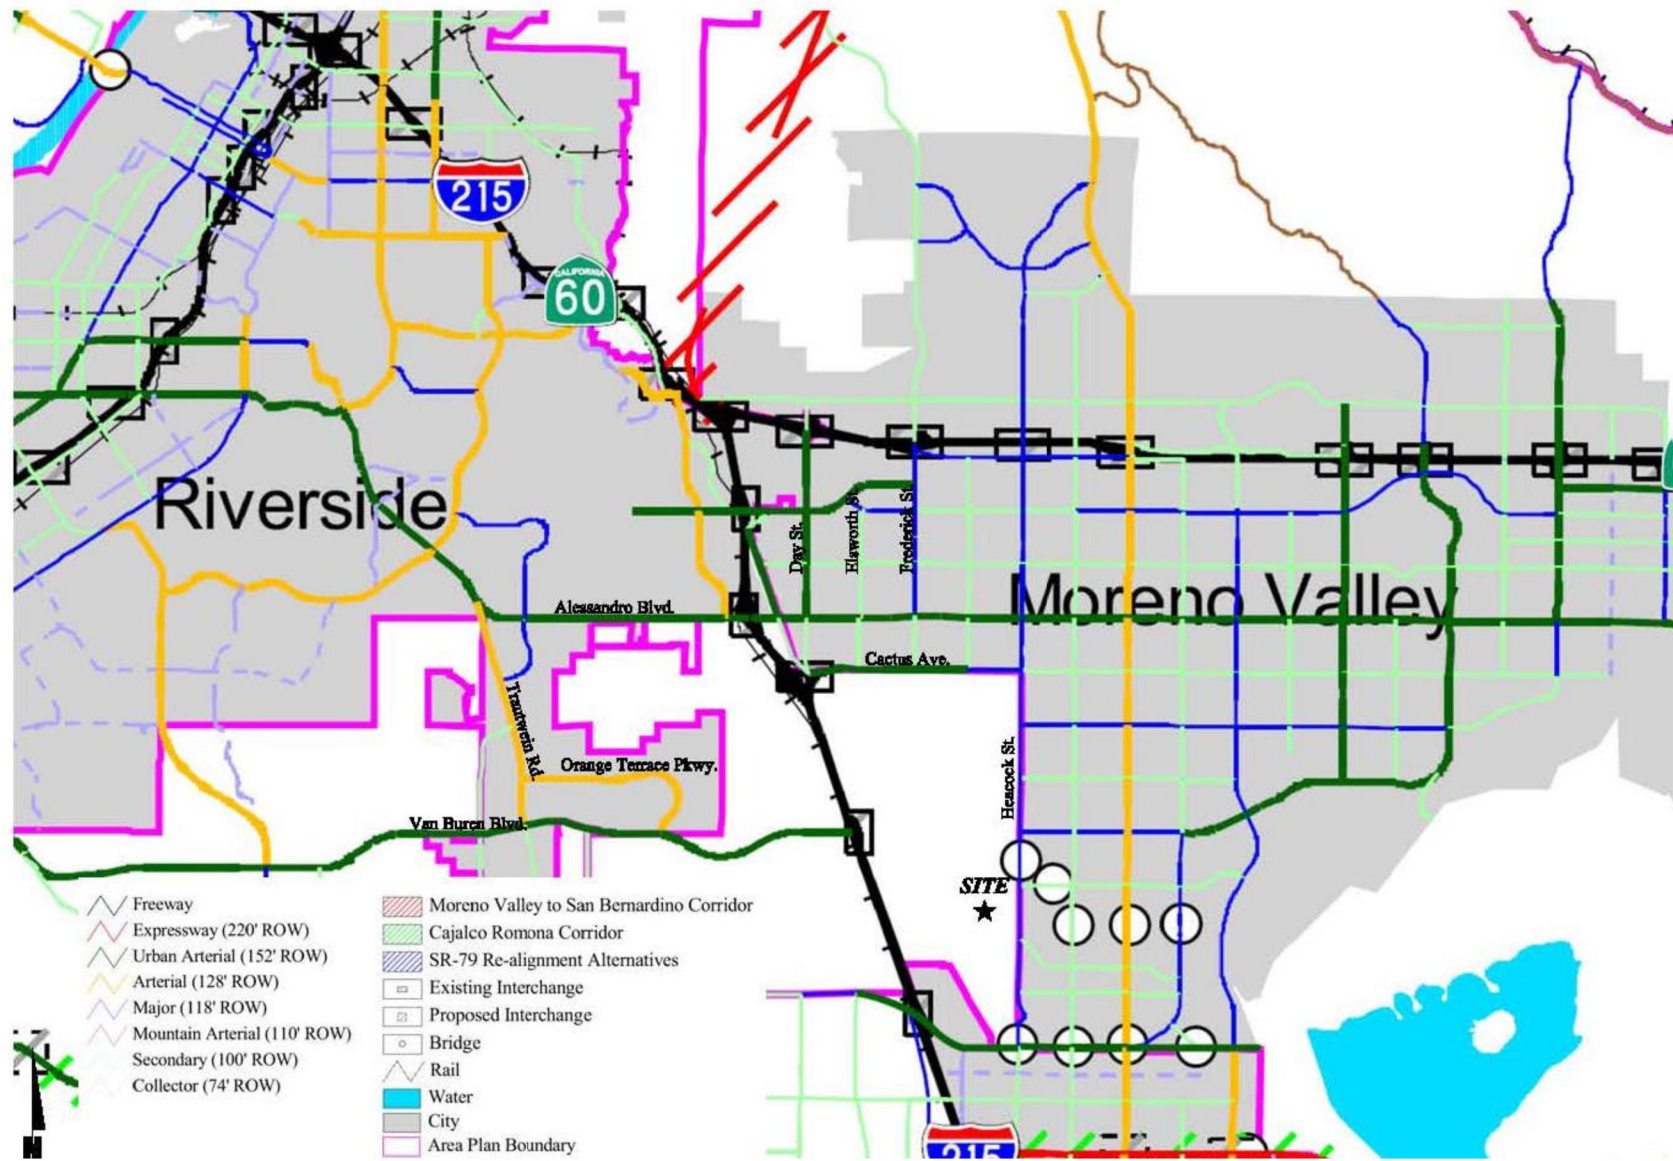 215
CALIFORNIA
60
Riverside
Day St.
Elsworth St.
Frederick St.
Moreno Valley
Alessandro Blvd.
Cactus Ave.
Trautwein Rd.
Orange Terrace Pkwy.
Heacock St.
Van Buren Blvd.
SITE
Freeway
Expressway (220' ROW)
Urban Arterial (152' ROW)
Arterial (128' ROW)
Major (118' ROW)
Mountain Arterial (110' ROW)
Secondary (100' ROW)
Collector (74' ROW)
Moreno Valley to San Bernardino Corridor
Cajalco Romona Corridor
SR-79 Re-alignment Alternatives
Existing Interchange
Proposed Interchange
Bridge
Rail
Water
City
Area Plan Boundary
N
215